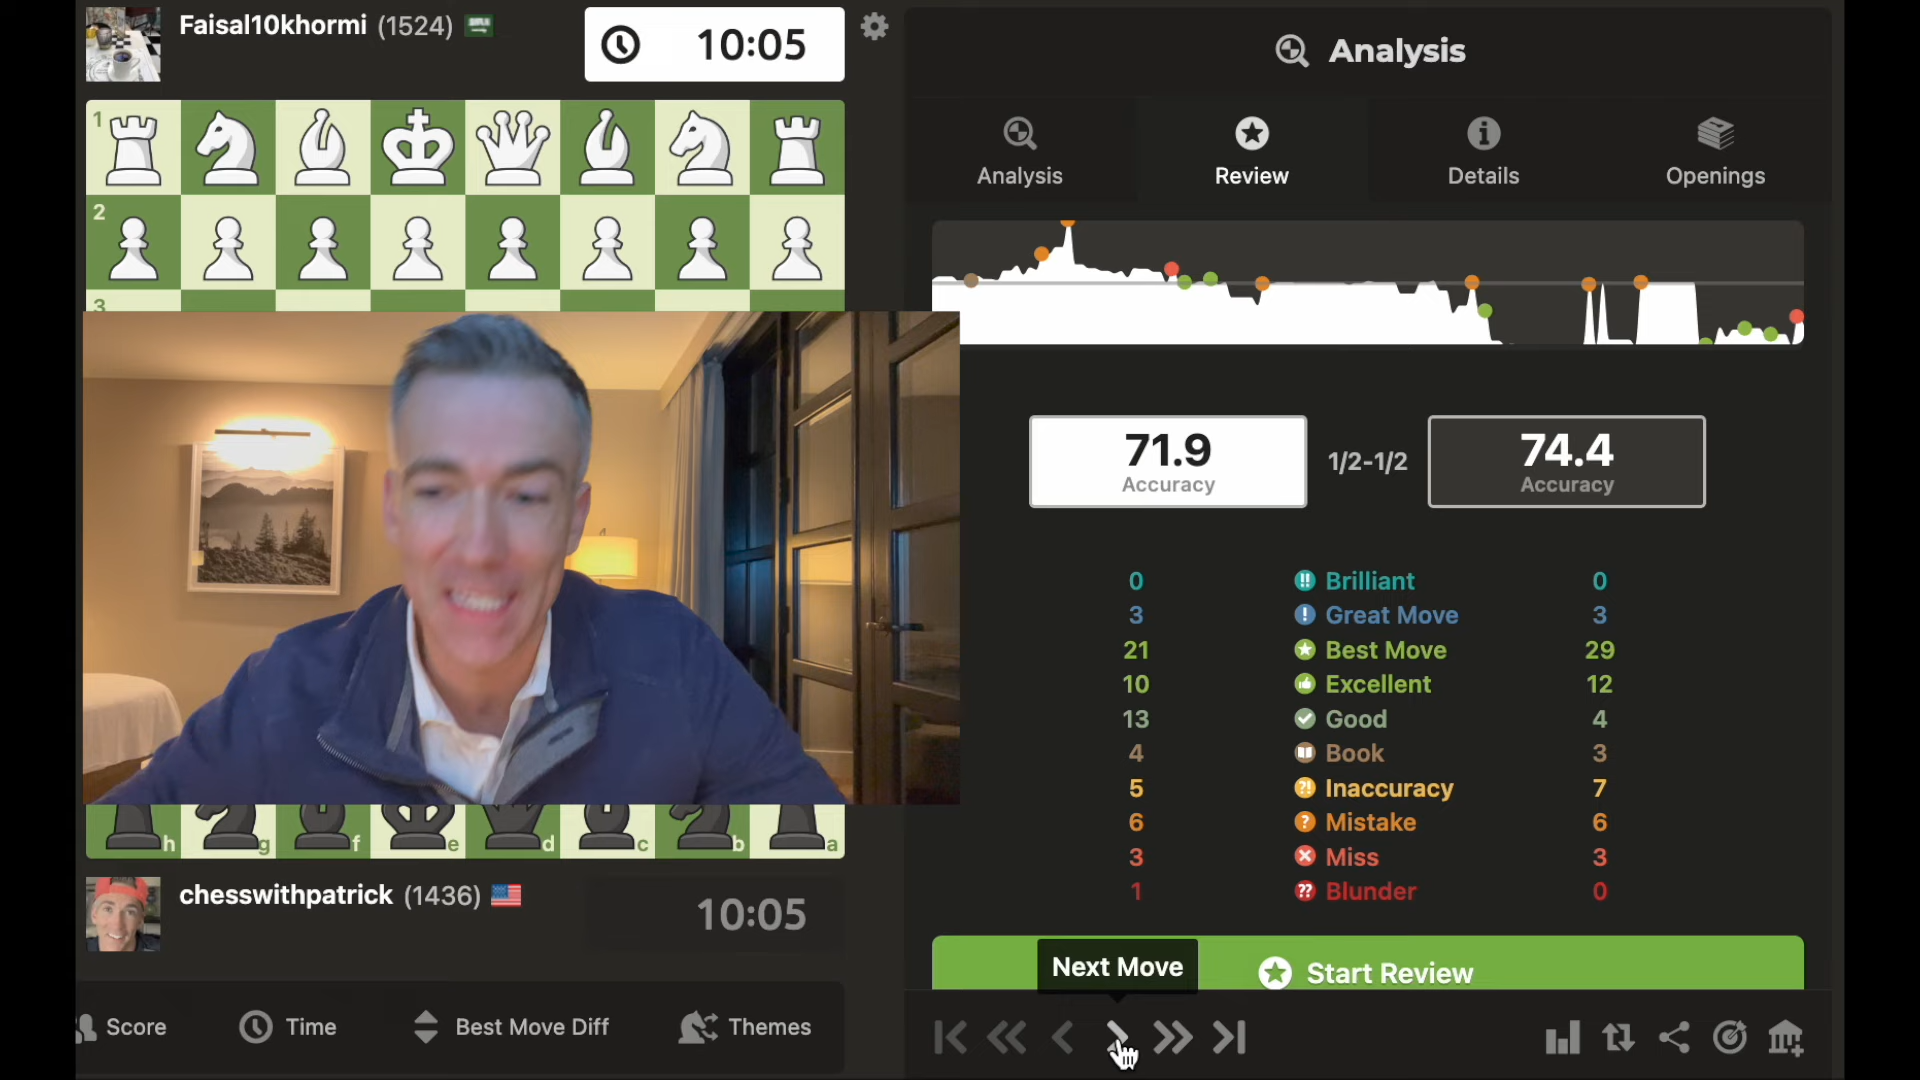 Faisal10khormi (1524)
10:05
1
2
3
h g f e d c b a
chesswithpatrick (1436)
10:05
Score
Time
Best Move Diff
Themes
Analysis
Analysis
Review
Details
Openings
71.9
Accuracy
1/2-1/2
74.4
Accuracy
0 !! Brilliant 0
3 ! Great Move 3
21 Best Move 29
10 Excellent 12
13 Good 4
4 Book 3
5 ?! Inaccuracy 7
6 ? Mistake 6
3 Miss 3
1 ?? Blunder 0
Next Move
Start Review